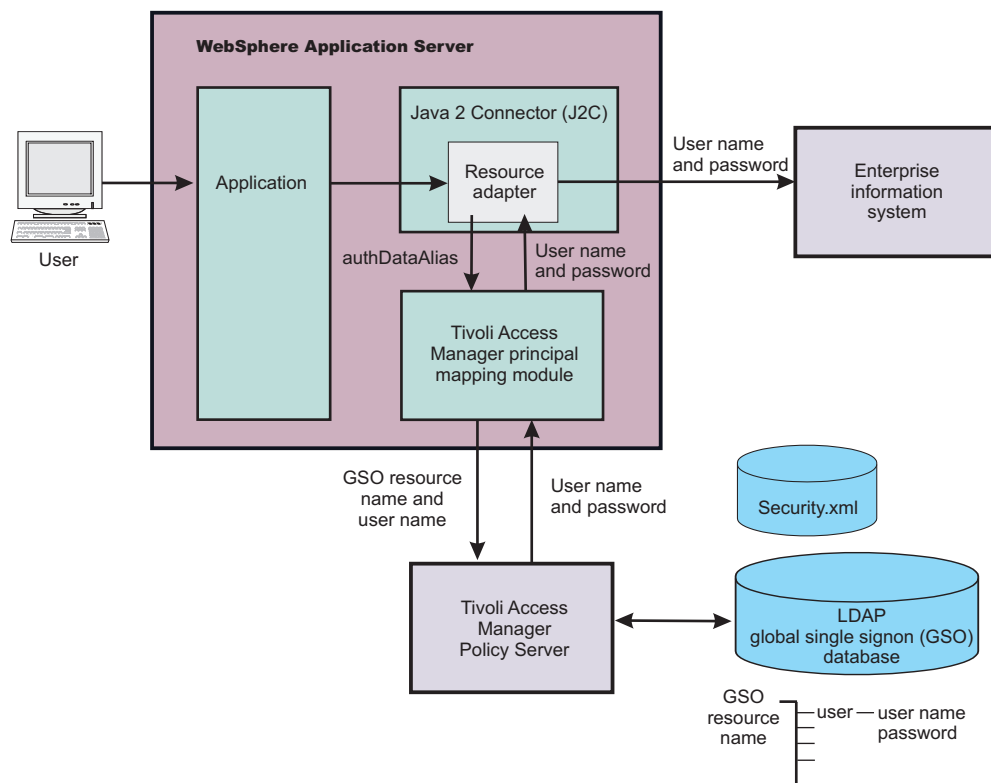 WebSphere Application Server
Java 2 Connector (J2C)
User name
and password
Resource
adapter
Application
Enterprise
information
system
User
authDataAlias
User name
and password
Tivoli Access
Manager principal
mapping module
GSO resource
name and
user name
User name
and password
Security.xml
Tivoli Access
Manager
Policy Server
LDAP
global single signon (GSO)
database
GSO
resource
name
user
user name
password